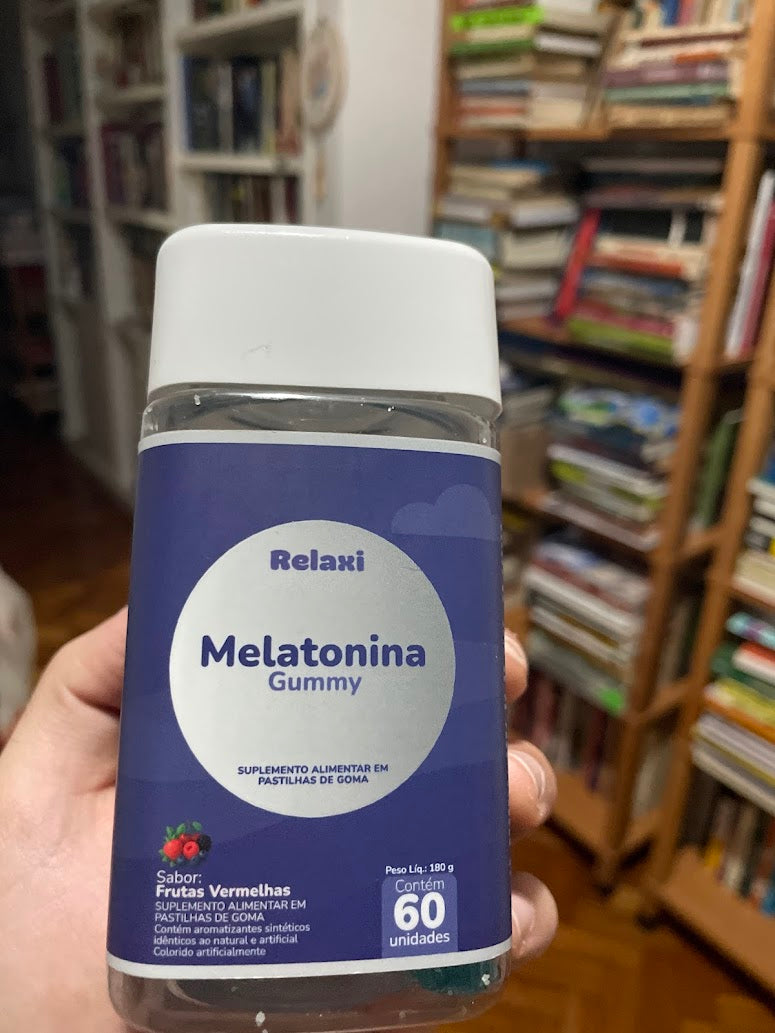 Relaxi
Melatonina
Gummy
SUPLEMENTO ALIMENTAR EM
PASTILHAS DE GOMA
Sabor:
Frutas Vermelhas
SUPLEMENTO ALIMENTAR EM
PASTILHAS DE GOMA
Contém aromatizantes sintéticos
idênticos ao natural e artificial
Colorido artificialmente
Peso Líq.: 180 g
Contém
60
unidades